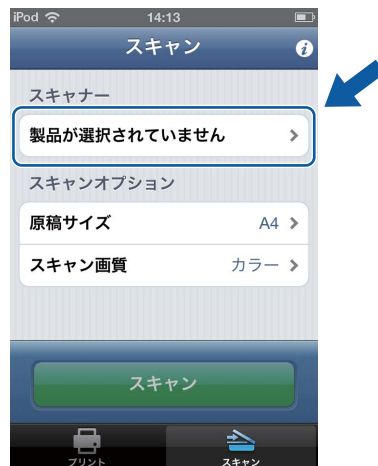 iPod 14:13
スキャン
スキャナー
製品が選択されていません
スキャンオプション
原稿サイズ A4
スキャン画質 カラー
スキャン
プリント スキャン